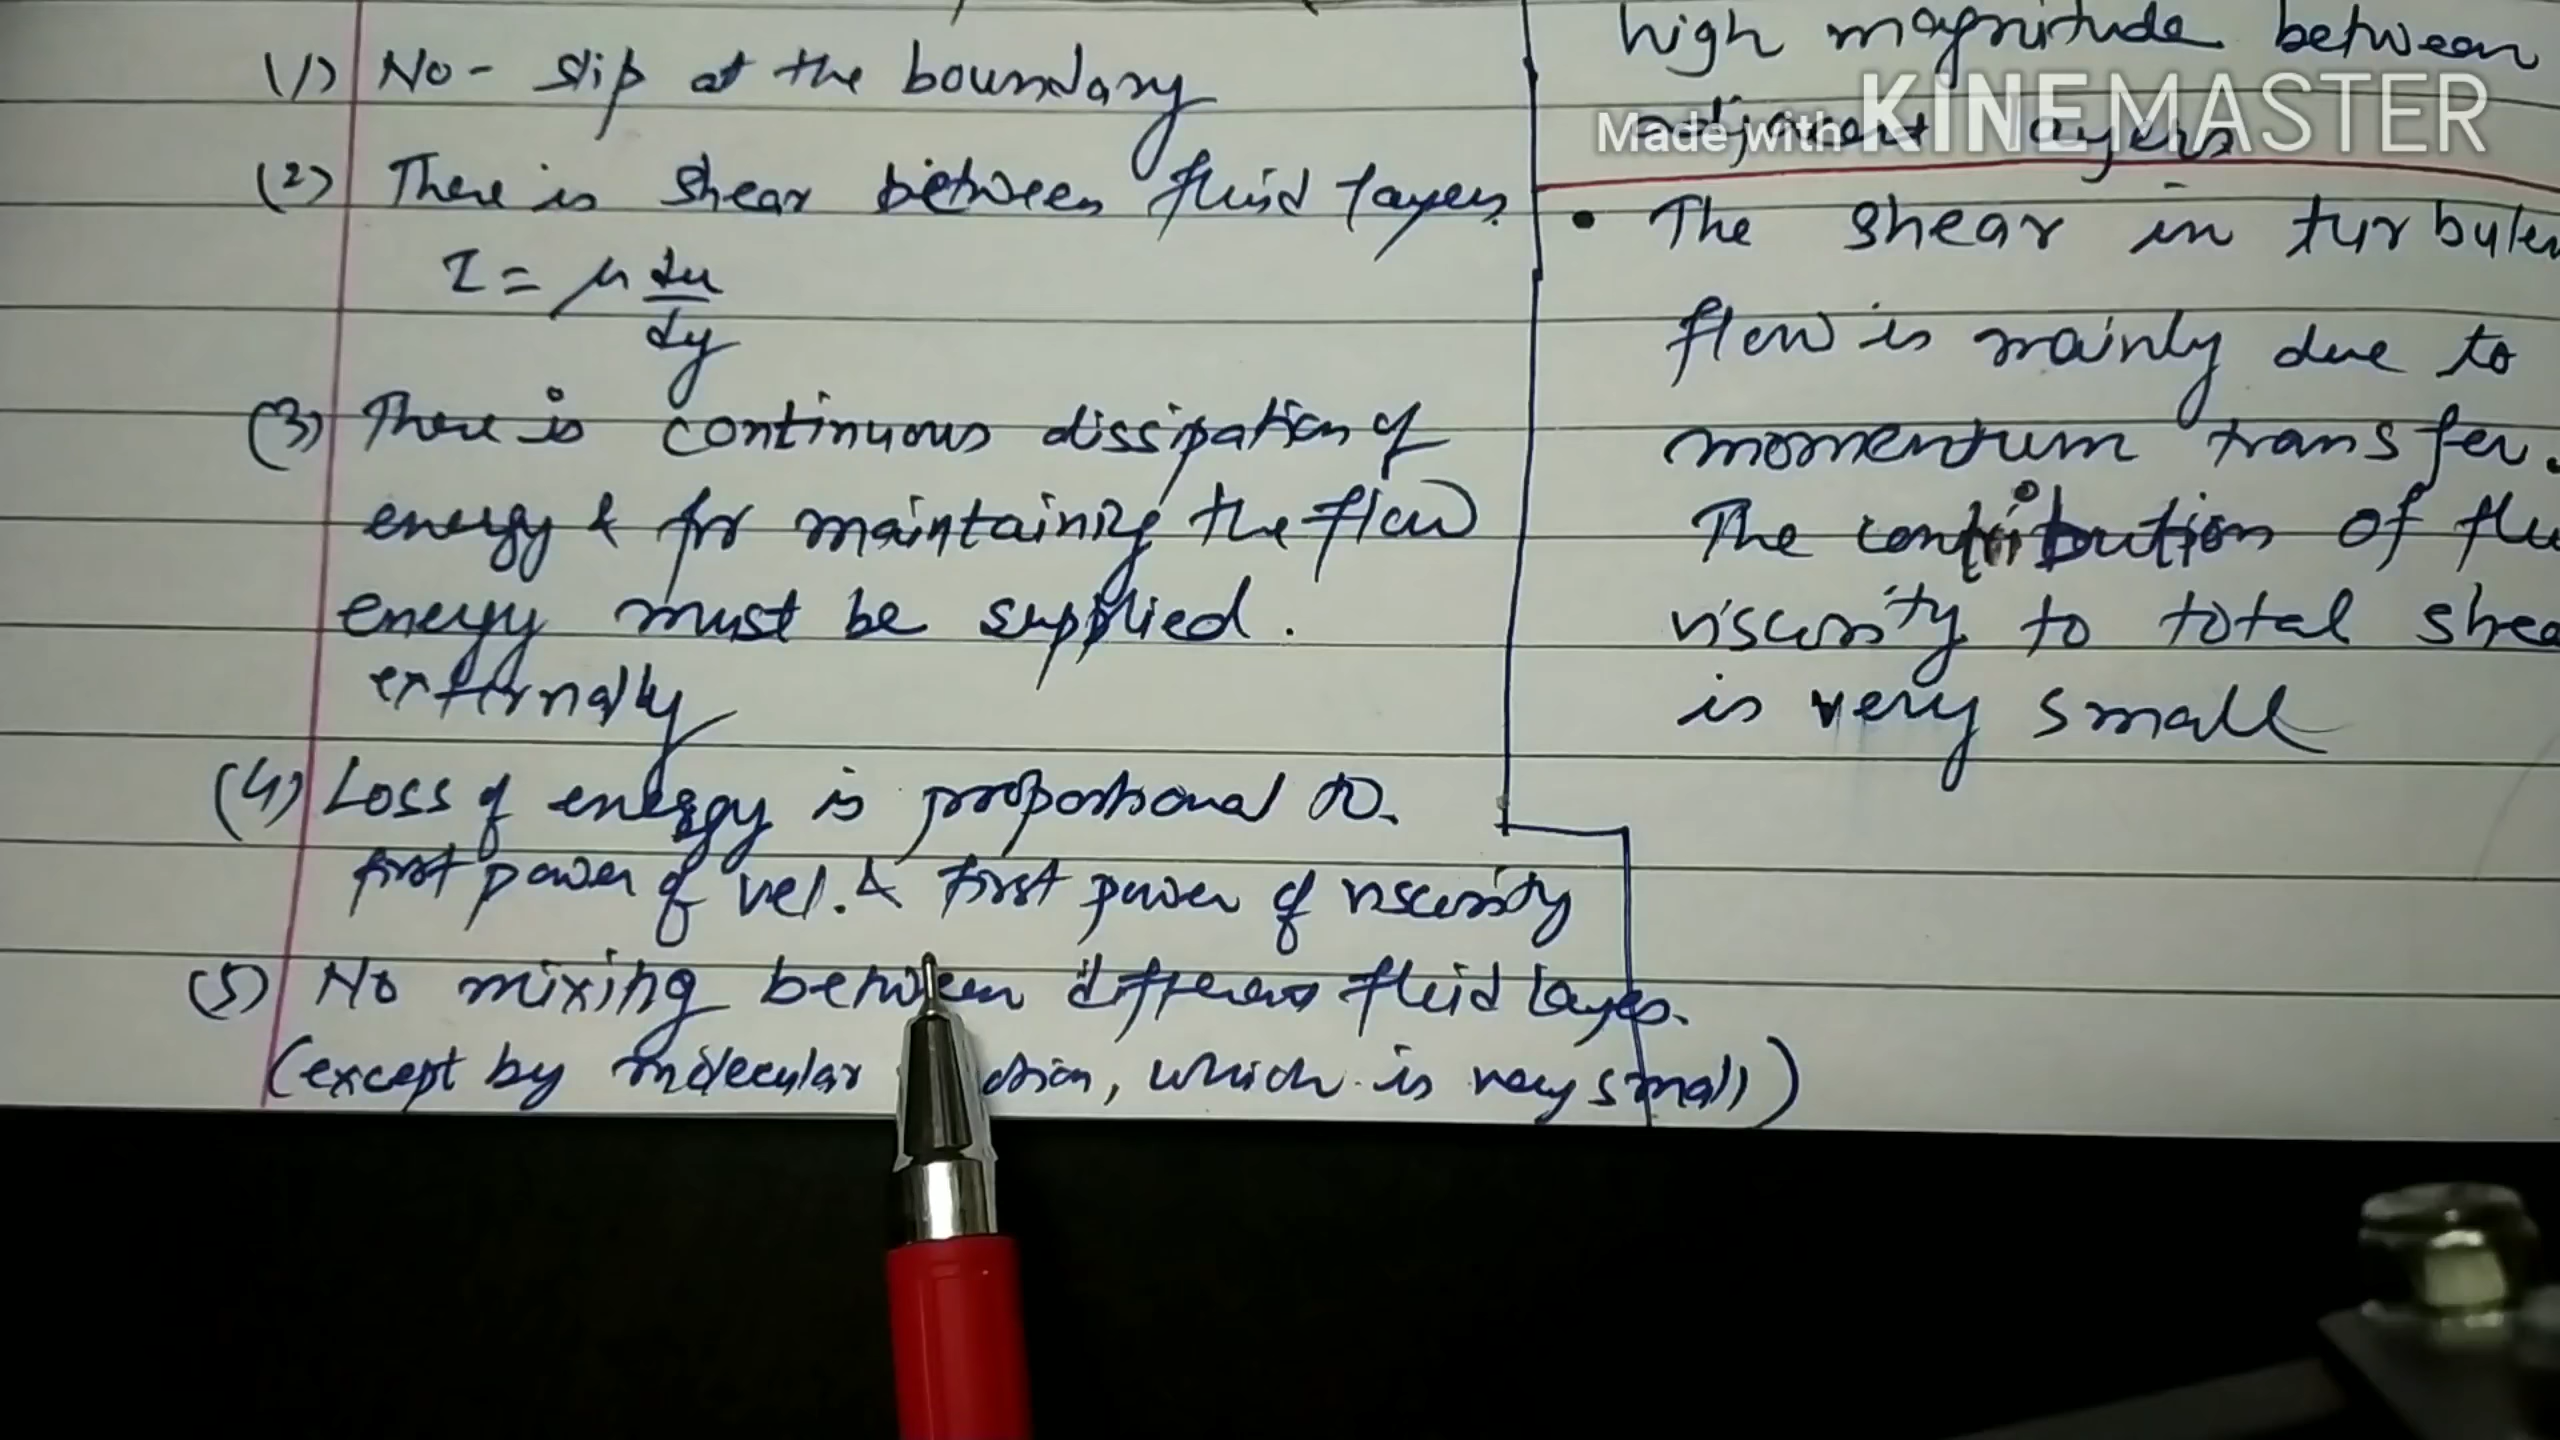 (1) No-slip at the boundary
(2) There is shear between fluid layers.
τ = μ du/dy
(3) There is continuous dissipation of
energy & for maintaining the flow
energy must be supplied.
externally
(4) Loss of energy is proportional to.
first power of vel. & first power of viscosity
(5) No mixing between different fluid layers.
(except by molecular which is very small)
high magnitude between
adjacent layers
Made with KINEMASTER
• The shear in turbulen
flow is mainly due to
momentum transfer.
The contribution of flu
viscosity to total shea
is very small